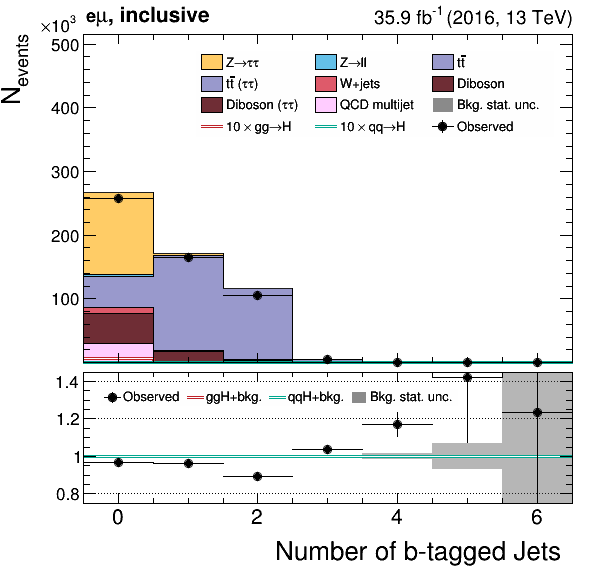 ×10³ eμ, inclusive 35.9 fb⁻¹ (2016, 13 TeV)
N_events
500
400
300
200
100
Z→ττ Z→ll tt̄
tt̄ (ττ) W+jets Diboson
Diboson (ττ) QCD multijet Bkg. stat. unc.
10×gg→H 10×qq→H Observed
1.4
1.2
1
0.8
Observed ggH+bkg. qqH+bkg. Bkg. stat. unc.
0 2 4 6
Number of b-tagged Jets